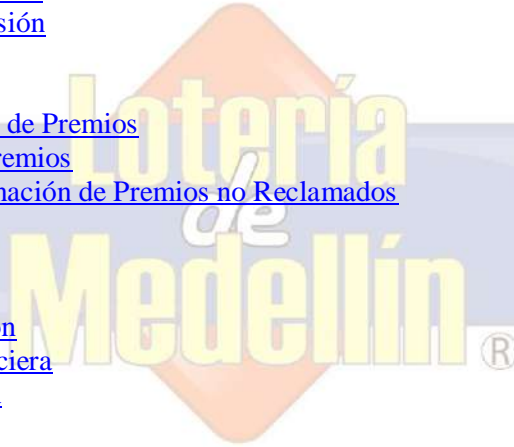 sión
de Premios
remios
nación de Premios no Reclamados
Lotería
de
Medellín ®
ón
ciera